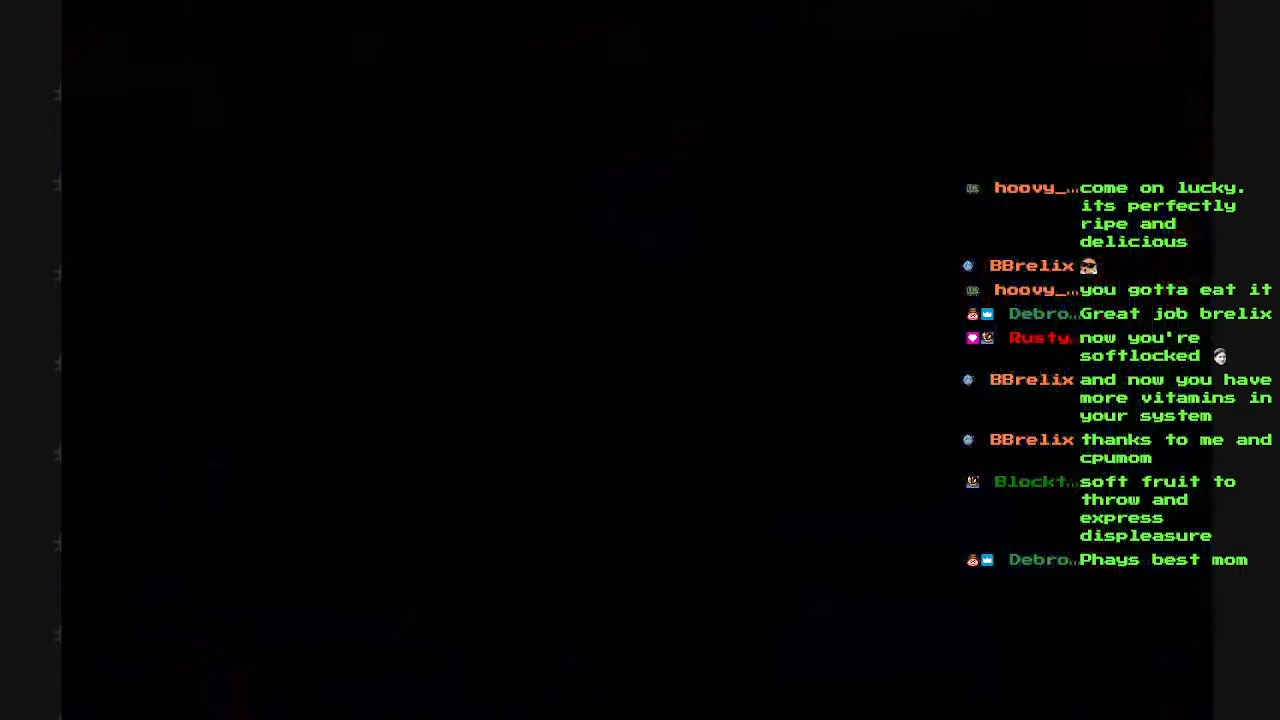 hoovy_… come on lucky.
its perfectly
ripe and
delicious
BBrelix
hoovy_… you gotta eat it
Debro… Great job brelix
Rusty… now you're
softlocked
BBrelix and now you have
more vitamins in
your system
BBrelix thanks to me and
cpumom
Blockt… soft fruit to
throw and
express
displeasure
Debro… Phays best mom